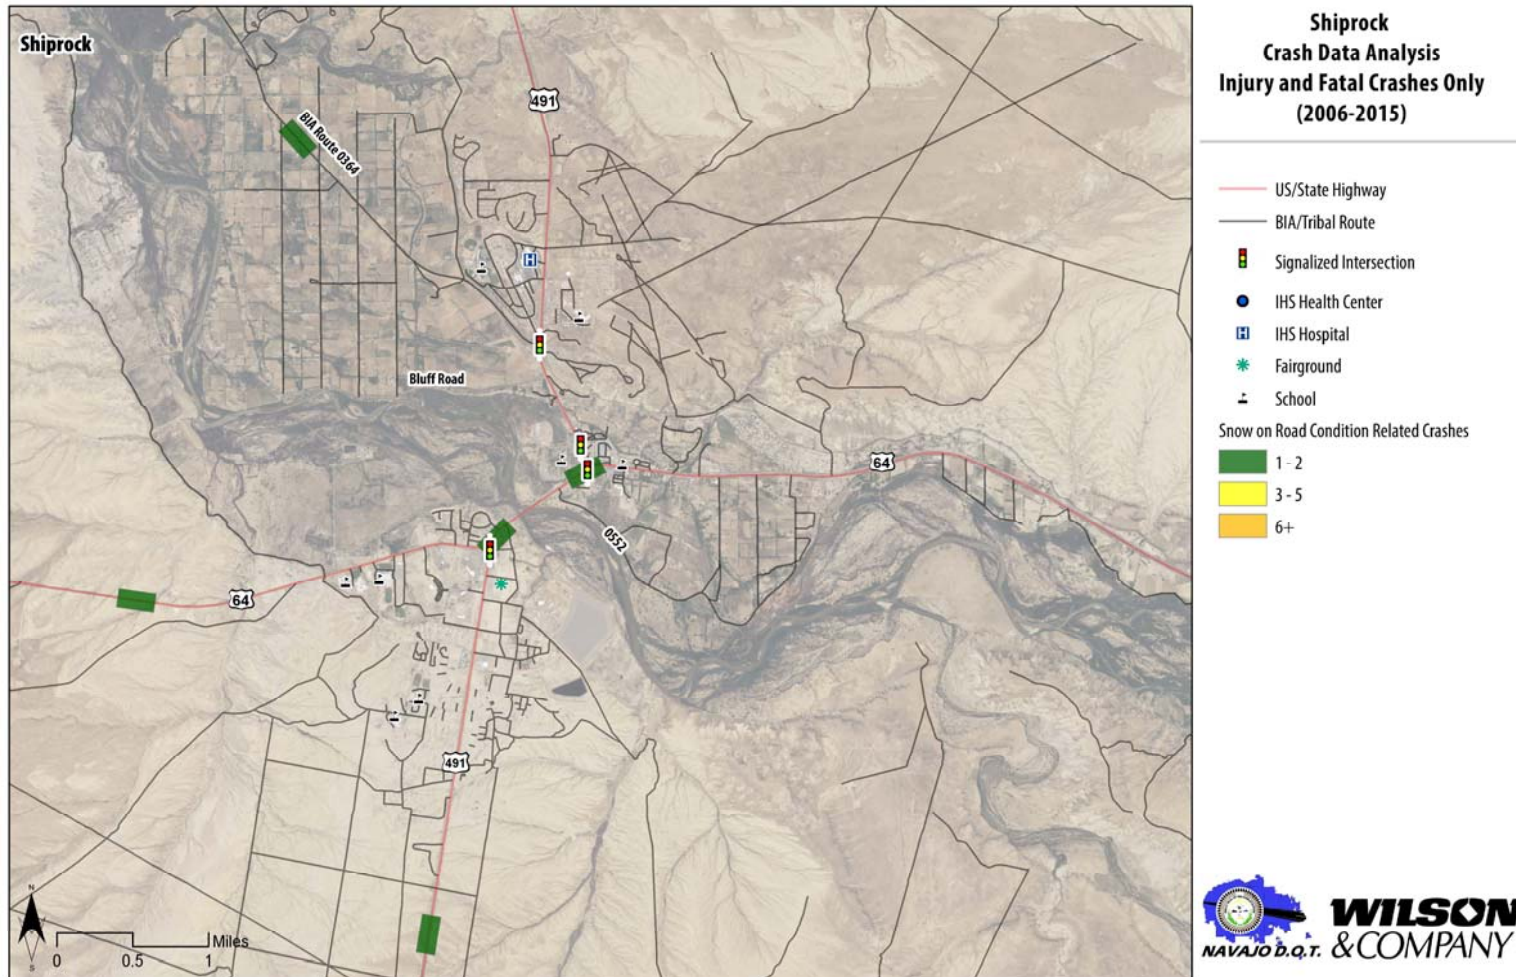 Shiprock
BIA Route 0364
491
Bluff Road
64
0552
64
491
N
S
0 0.5 1 Miles
Shiprock
Crash Data Analysis
Injury and Fatal Crashes Only
(2006-2015)
US/State Highway
BIA/Tribal Route
Signalized Intersection
IHS Health Center
H IHS Hospital
Fairground
School
Snow on Road Condition Related Crashes
1 - 2
3 - 5
6+
H
NAVAJO D.O.T.
WILSON
&COMPANY